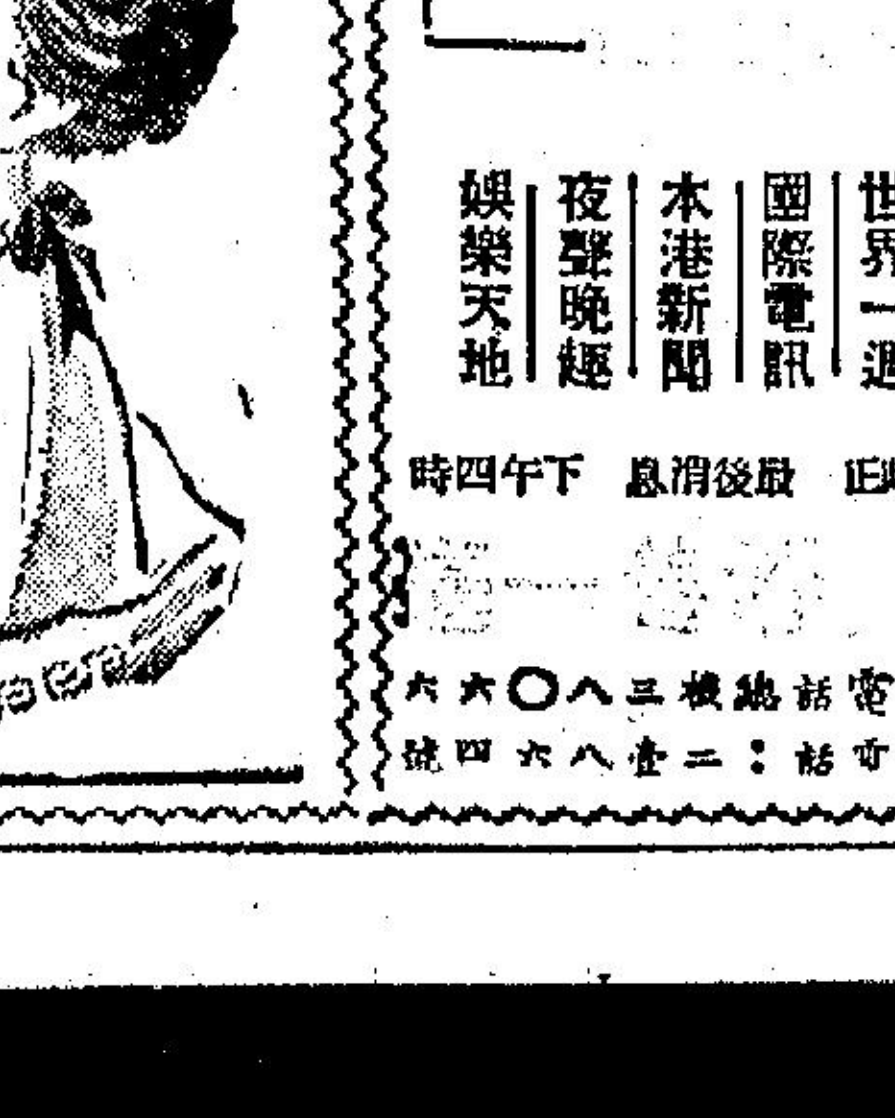 世界一週
國際電訊
本港新聞
夜聲晚趣
娛樂天地
正 最後消息 下午四時
電話總機三八〇六六
電話：二壹八六四號